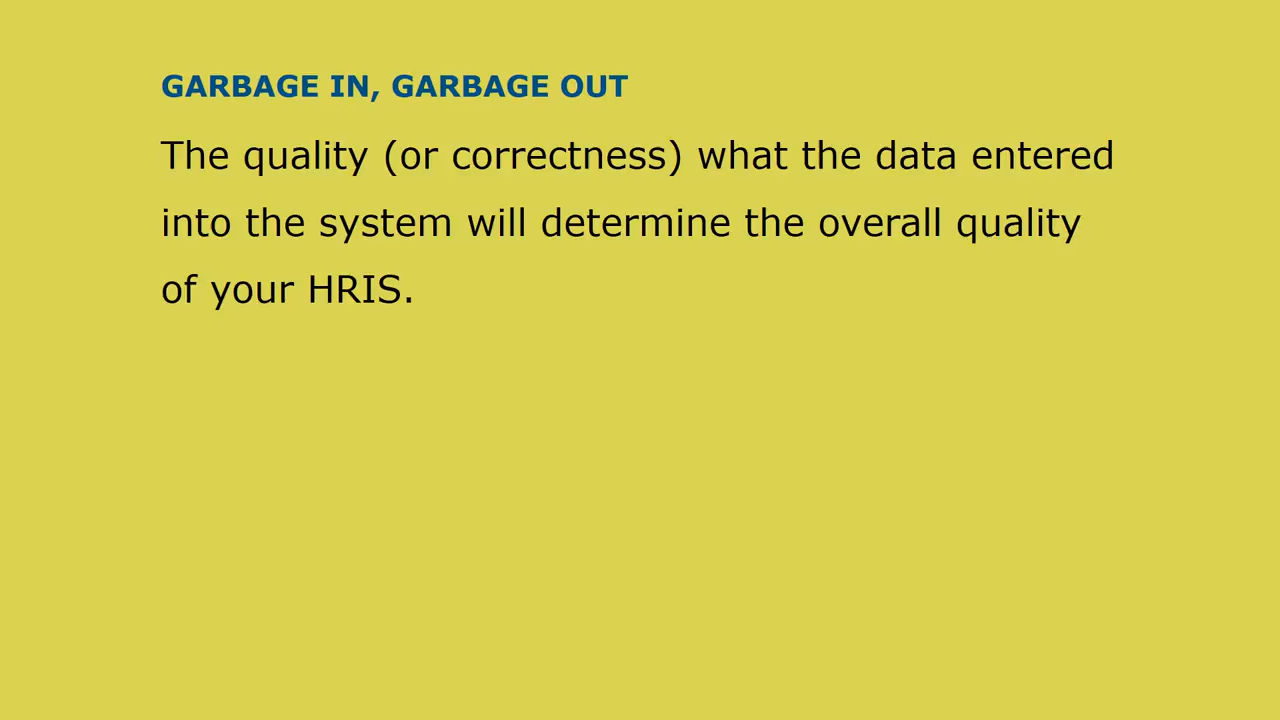 GARBAGE IN, GARBAGE OUT
The quality (or correctness) what the data entered
into the system will determine the overall quality
of your HRIS.